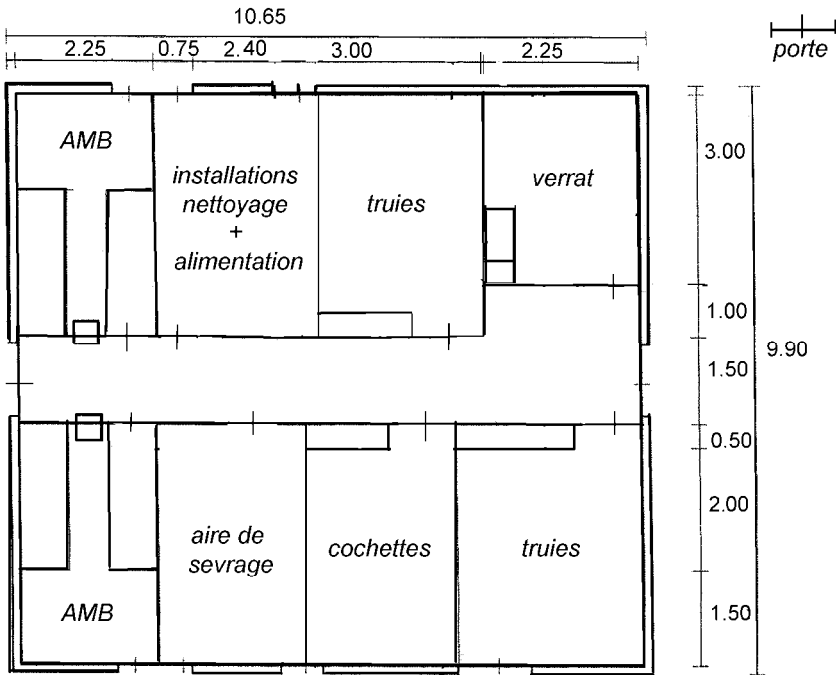 10.65
2.25 0.75 2.40 3.00 2.25
porte
AMB
installations
nettoyage
+
alimentation
truies
verrat
3.00
1.00
1.50
9.90
0.50
2.00
1.50
aire de
sevrage
cochettes
truies
AMB